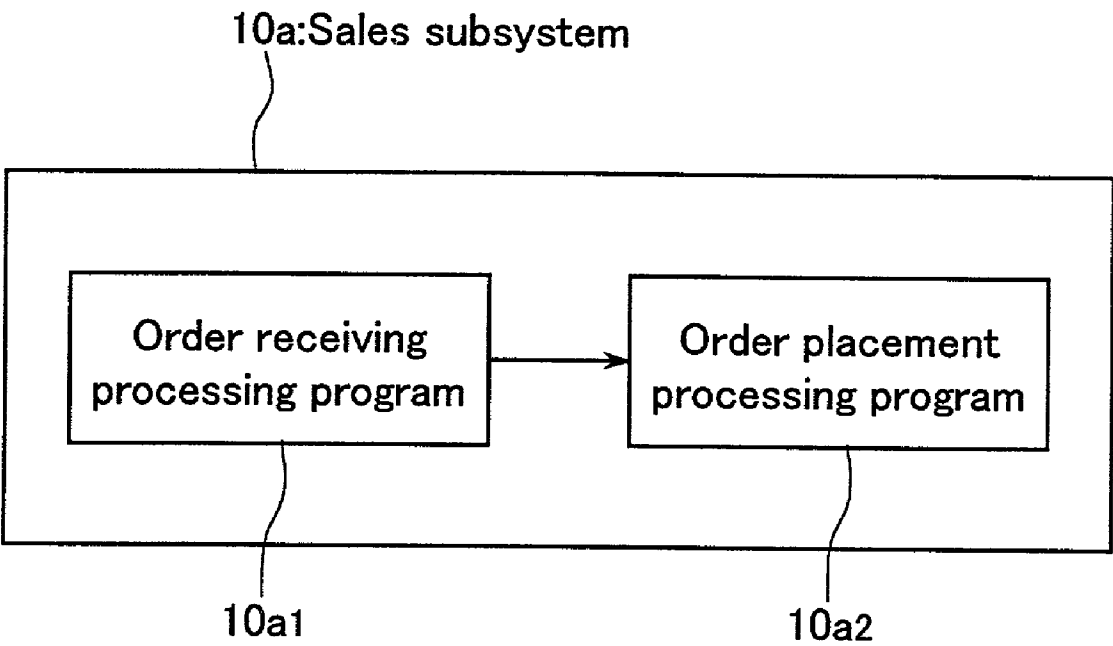 10a:Sales subsystem
Order receiving
processing program
Order placement
processing program
10a1
10a2